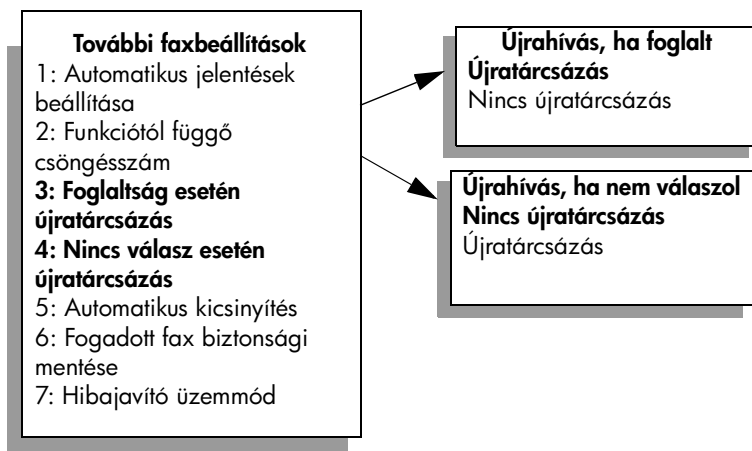 További faxbeállítások
1: Automatikus jelentések
beállítása
2: Funkciótól függő
csöngésszám
3: Foglaltság esetén
újratárcsázás
4: Nincs válasz esetén
újratárcsázás
5: Automatikus kicsinyítés
6: Fogadott fax biztonsági
mentése
7: Hibajavító üzemmód
Újrahívás, ha foglalt
Újratárcsázás
Nincs újratárcsázás
Újrahívás, ha nem válaszol
Nincs újratárcsázás
Újratárcsázás